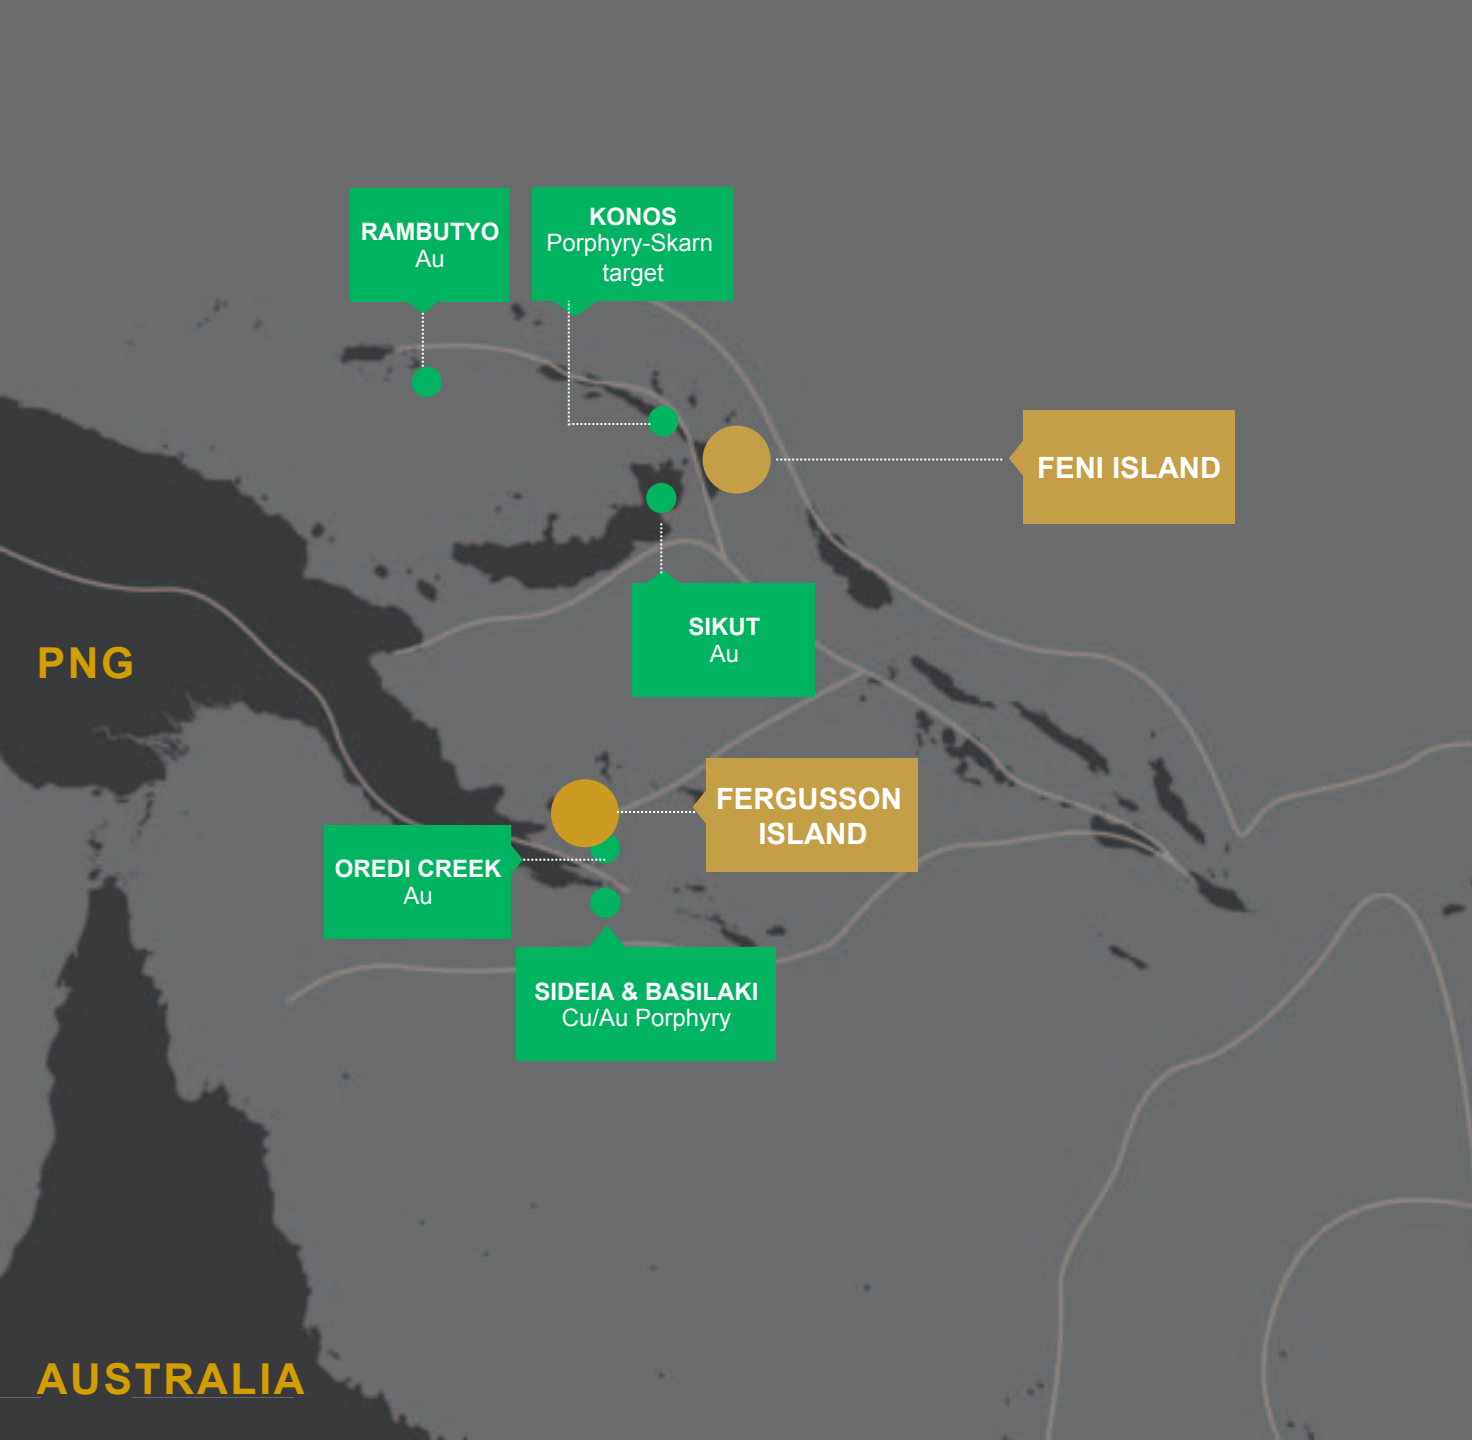 RAMBUTYO
Au
KONOS
Porphyry-Skarn
target
FENI ISLAND
SIKUT
Au
PNG
FERGUSSON
ISLAND
OREDI CREEK
Au
SIDEIA & BASILAKI
Cu/Au Porphyry
AUSTRALIA